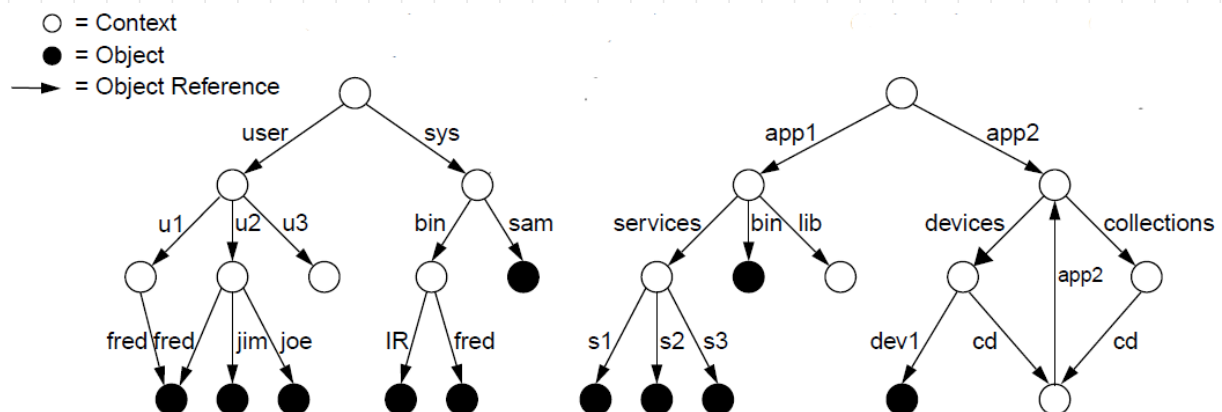 = Context
= Object
= Object Reference
user sys app1 app2
u1 u2 u3 bin sam services bin lib devices collections
app2
fred fred jim joe IR fred s1 s2 s3 dev1 cd cd